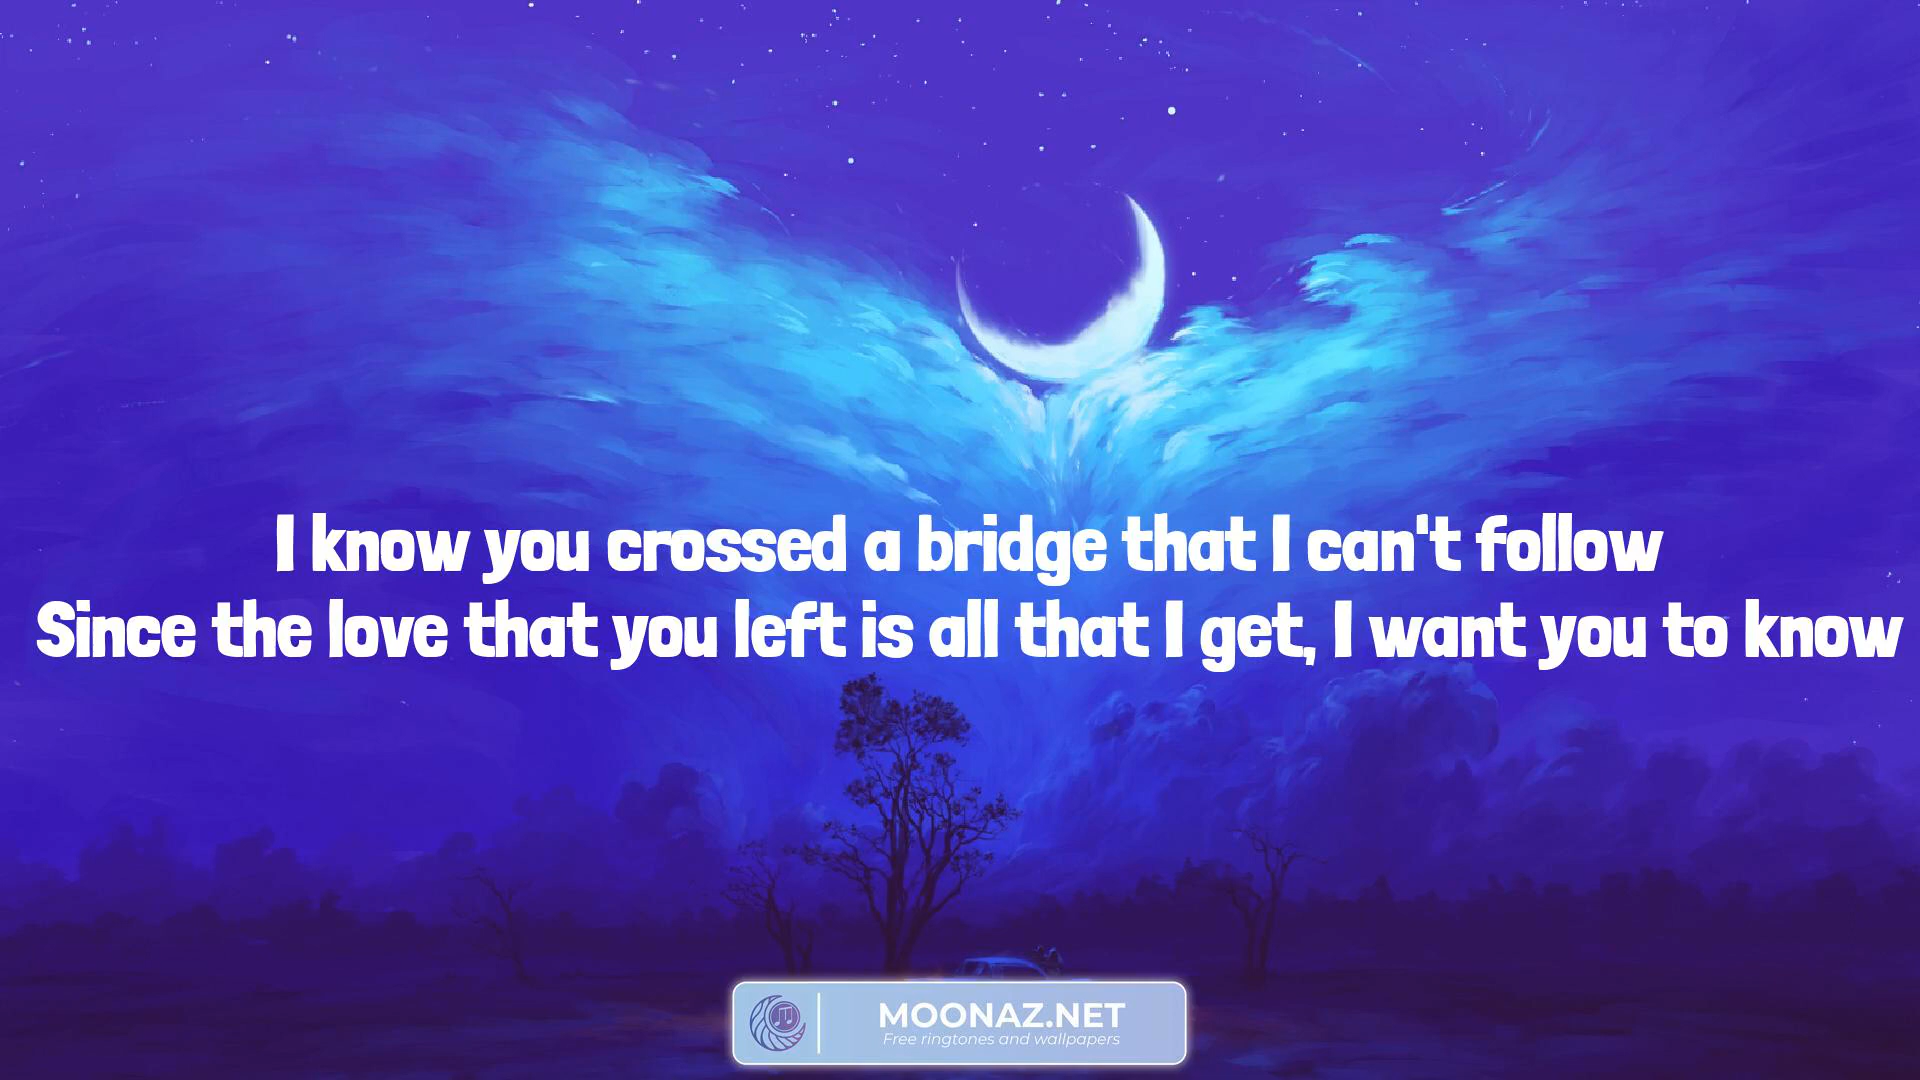 I know you crossed a bridge that I can't follow
Since the love that you left is all that I get, I want you to know
MOONAZ.NET
Free ringtones and wallpapers